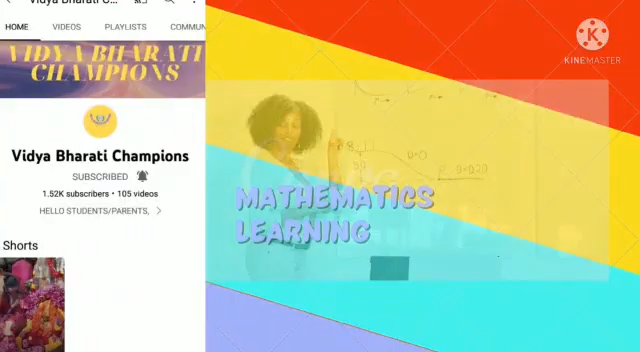 Vidya Bharati C...
HOME VIDEOS PLAYLISTS COMMUN
VIDYA BHARATI
CHAMPIONS
Vidya Bharati Champions
SUBSCRIBED
1.52K subscribers • 105 videos
HELLO STUDENTS/PARENTS,
Shorts
K
KINEMASTER
MATHEMATICS
LEARNING